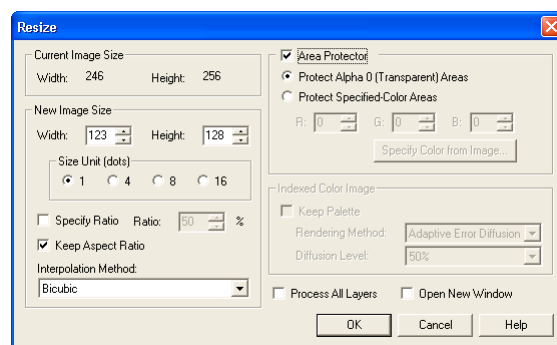 Resize
Current Image Size
Width: 246 Height: 256
New Image Size
Width: 123 Height: 128
Size Unit (dots)
1 4 8 16
Specify Ratio Ratio: 50 %
Keep Aspect Ratio
Interpolation Method:
Bicubic
Area Protector
Protect Alpha 0 (Transparent) Areas
Protect Specified-Color Areas
R: 0 G: 0 B: 0
Specify Color from Image...
Indexed Color Image
Keep Palette
Rendering Method: Adaptive Error Diffusion
Diffusion Level: 50%
Process All Layers Open New Window
OK Cancel Help